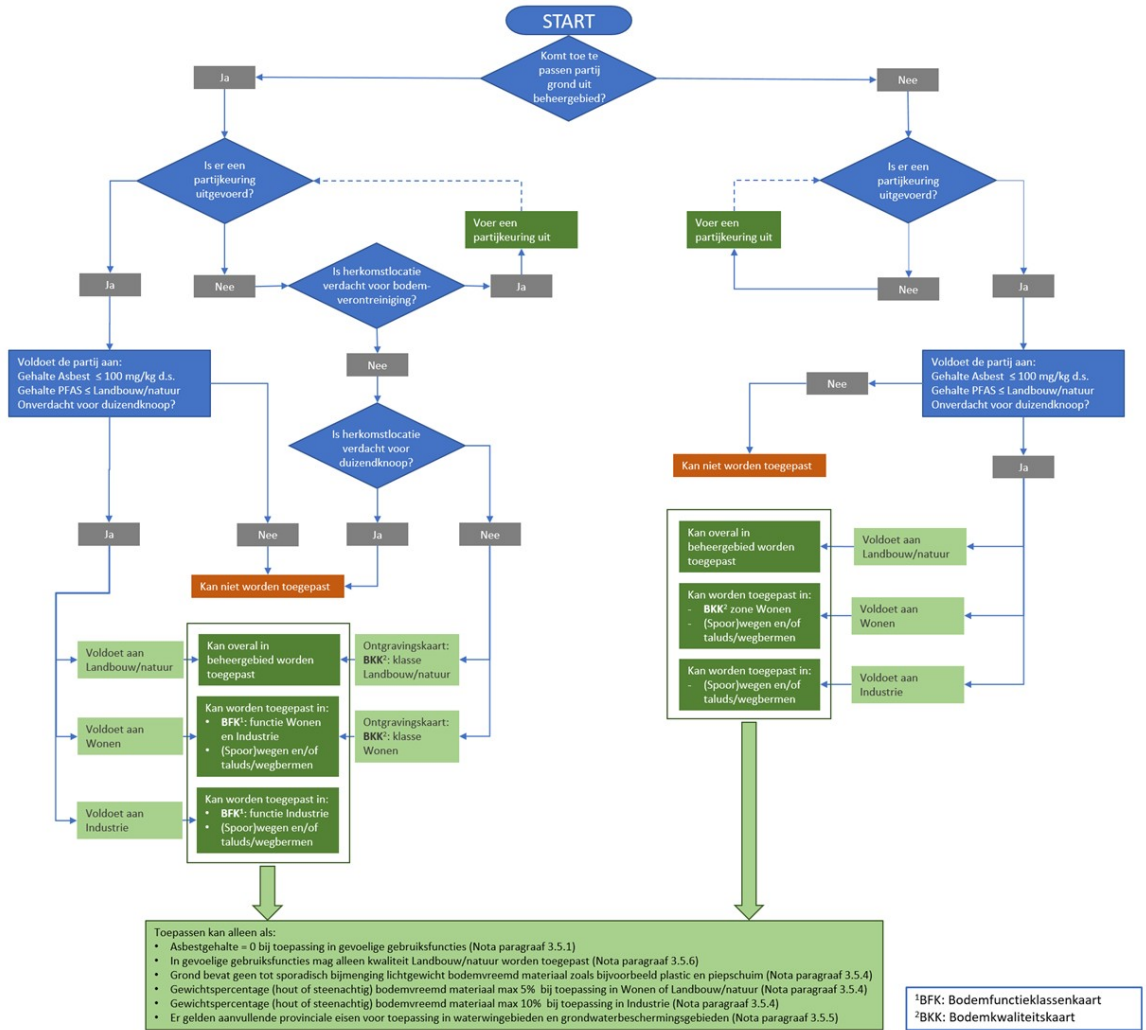 START
Komt toe te
passen partij
grond uit
beheergebied?
Ja
Nee
Is er een
partijkeuring
uitgevoerd?
Is er een
partijkeuring
uitgevoerd?
Voer een
partijkeuring uit
Voer een
partijkeuring uit
Ja
Nee
Is herkomstlocatie
verdacht voor bodem-
verontreiniging?
Ja
Nee
Ja
Voldoet de partij aan:
Gehalte Asbest ≤ 100 mg/kg d.s.
Gehalte PFAS ≤ Landbouw/natuur
Onverdacht voor duizendknoop?
Nee
Nee
Voldoet de partij aan:
Gehalte Asbest ≤ 100 mg/kg d.s.
Gehalte PFAS ≤ Landbouw/natuur
Onverdacht voor duizendknoop?
Is herkomstlocatie
verdacht voor
duizendknoop?
Kan niet worden toegepast
Ja
Ja
Nee
Ja
Nee
Kan niet worden toegepast
Kan overal in
beheergebied worden
toegepast
Voldoet aan
Landbouw/natuur
Kan worden toegepast in:
- BKK² zone Wonen
- (Spoor)wegen en/of
taluds/wegbermen
Voldoet aan
Wonen
Kan worden toegepast in:
- (Spoor)wegen en/of
taluds/wegbermen
Voldoet aan
Industrie
Voldoet aan
Landbouw/natuur
Kan overal in
beheergebied worden
toegepast
Ontgravingskaart:
BKK²: klasse
Landbouw/natuur
Voldoet aan
Wonen
Kan worden toegepast in:
• BFK¹: functie Wonen
en Industrie
• (Spoor)wegen en/of
taluds/wegbermen
Ontgravingskaart:
BKK²: klasse
Wonen
Voldoet aan
Industrie
Kan worden toegepast in:
• BFK¹: functie Industrie
• (Spoor)wegen en/of
taluds/wegbermen
Toepassen kan alleen als:
• Asbestgehalte = 0 bij toepassing in gevoelige gebruiksfuncties (Nota paragraaf 3.5.1)
• In gevoelige gebruiksfuncties mag alleen kwaliteit Landbouw/natuur worden toegepast (Nota paragraaf 3.5.6)
• Grond bevat geen tot sporadisch bijmenging lichtgewicht bodemvreemd materiaal zoals bijvoorbeeld plastic en piepschuim (Nota paragraaf 3.5.4)
• Gewichtspercentage (hout of steenachtig) bodemvreemd materiaal max 5% bij toepassing in Wonen of Landbouw/natuur (Nota paragraaf 3.5.4)
• Gewichtspercentage (hout of steenachtig) bodemvreemd materiaal max 10% bij toepassing in Industrie (Nota paragraaf 3.5.4)
• Er gelden aanvullende provinciale eisen voor toepassing in waterwingebieden en grondwaterbeschermingsgebieden (Nota paragraaf 3.5.5)
¹BFK: Bodemfunctieklassenkaart
²BKK: Bodemkwaliteitskaart